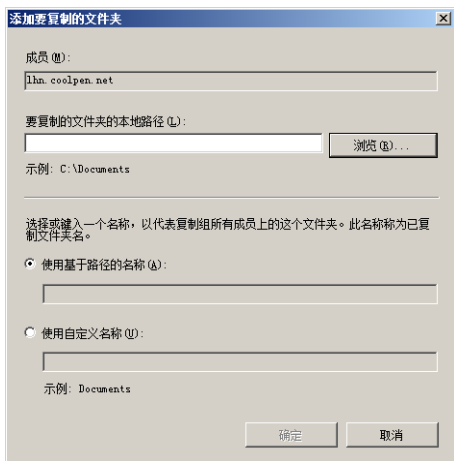 添加要复制的文件夹
成员(M):
lhn.coolpen.net
要复制的文件夹的本地路径(L):
浏览(R)...
示例: C:\Documents
选择或键入一个名称，以代表复制组所有成员上的这个文件夹。此名称称为已复
制文件夹名。
使用基于路径的名称(A):
使用自定义名称(U):
示例: Documents
确定
取消